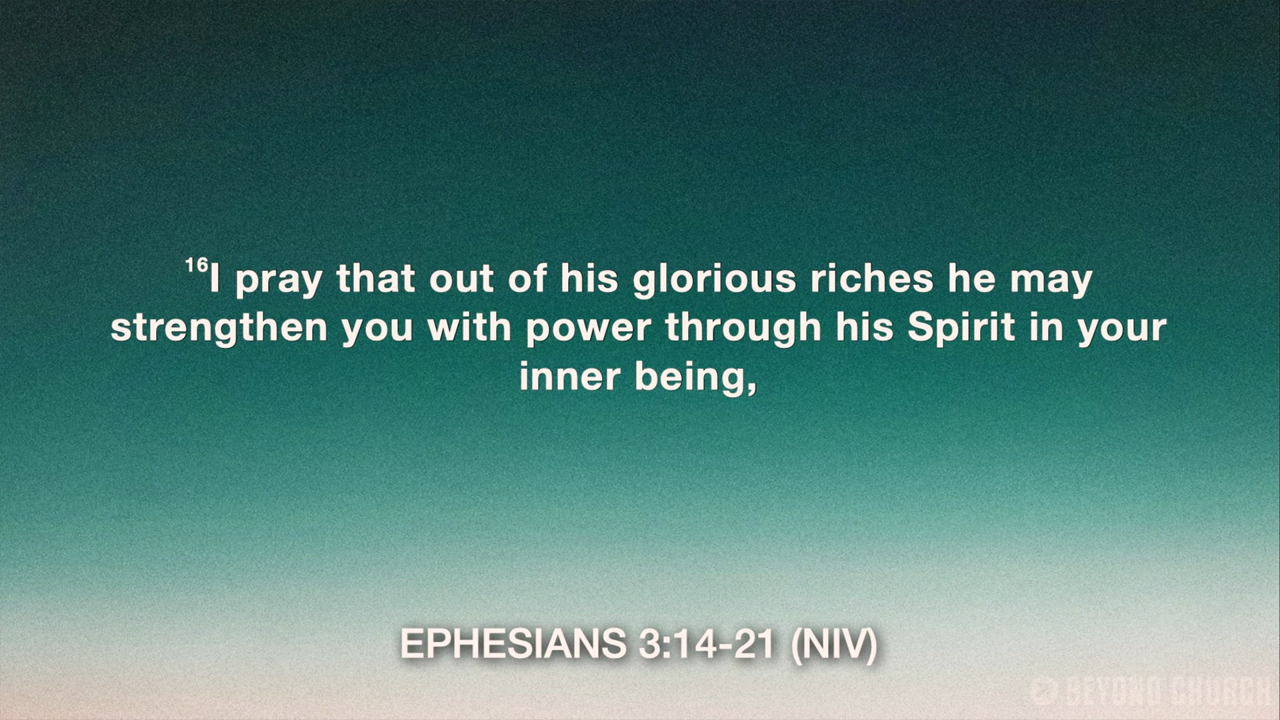 16I pray that out of his glorious riches he may
strengthen you with power through his Spirit in your
inner being,
EPHESIANS 3:14-21 (NIV)
BEYOND CHURCH